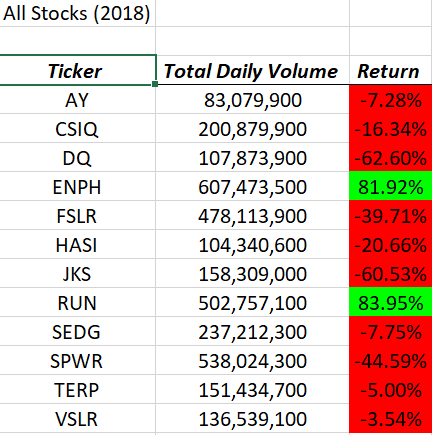 All Stocks (2018)
Ticker Total Daily Volume Return
AY 83,079,900 -7.28%
CSIQ 200,879,900 -16.34%
DQ 107,873,900 -62.60%
ENPH 607,473,500 81.92%
FSLR 478,113,900 -39.71%
HASI 104,340,600 -20.66%
JKS 158,309,000 -60.53%
RUN 502,757,100 83.95%
SEDG 237,212,300 -7.75%
SPWR 538,024,300 -44.59%
TERP 151,434,700 -5.00%
VSLR 136,539,100 -3.54%